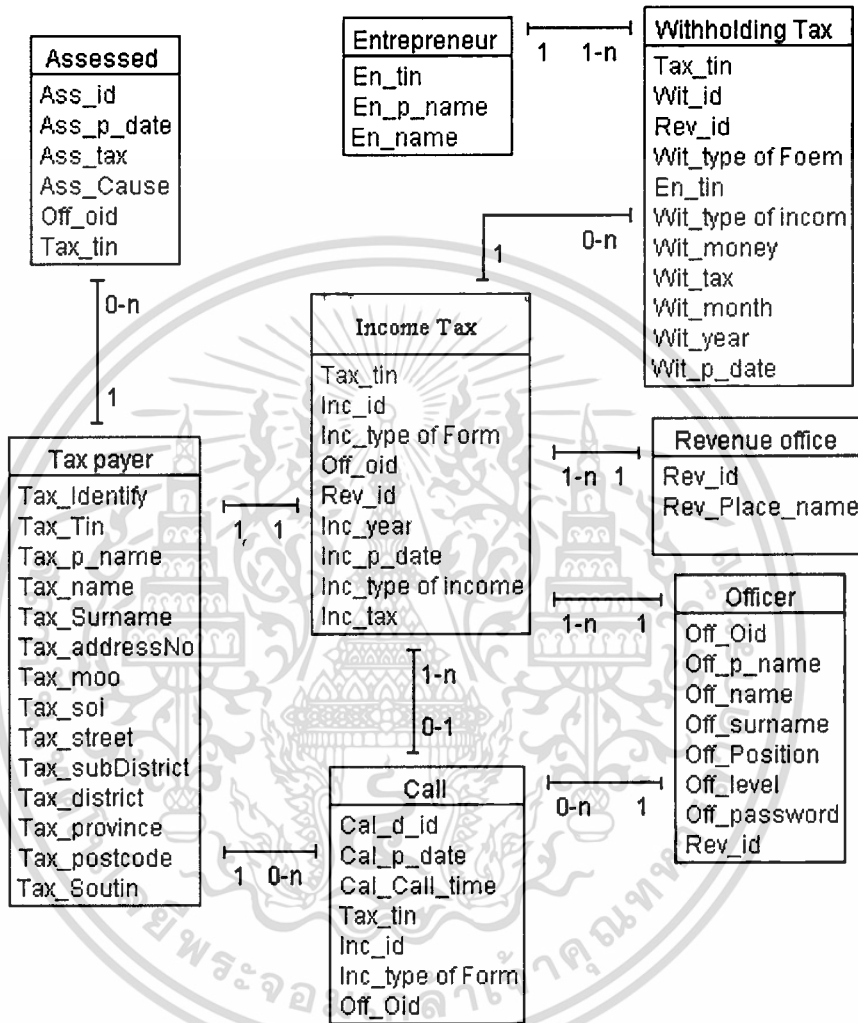 Assessed
Ass_id
Ass_p_date
Ass_tax
Ass_Cause
Off_oid
Tax_tin
Entrepreneur
En_tin
En_p_name
En_name
1 1-n
Withholding Tax
Tax_tin
Wit_id
Rev_id
Wit_type of Foem
En_tin
Wit_type of incom
Wit_money
Wit_tax
Wit_month
Wit_year
Wit_p_date
0-n
1
1
0-n
Income Tax
Tax_tin
Inc_id
Inc_type of Form
Off_oid
Rev_id
Inc_year
Inc_p_date
Inc_type of income
Inc_tax
Tax payer
Tax_Identify
Tax_Tin
Tax_p_name
Tax_name
Tax_Surname
Tax_addressNo
Tax_moo
Tax_soi
Tax_street
Tax_subDistrict
Tax_district
Tax_province
Tax_postcode
Tax_Soutin
1, 1
1-n 1
Revenue office
Rev_id
Rev_Place_name
1-n 1
Officer
Off_Oid
Off_p_name
Off_name
Off_surname
Off_Position
Off_level
Off_password
Rev_id
1-n
0-1
Call
Cal_d_id
Cal_p_date
Cal_Call_time
Tax_tin
Inc_id
Inc_type of Form
Off_Oid
1 0-n
0-n 1